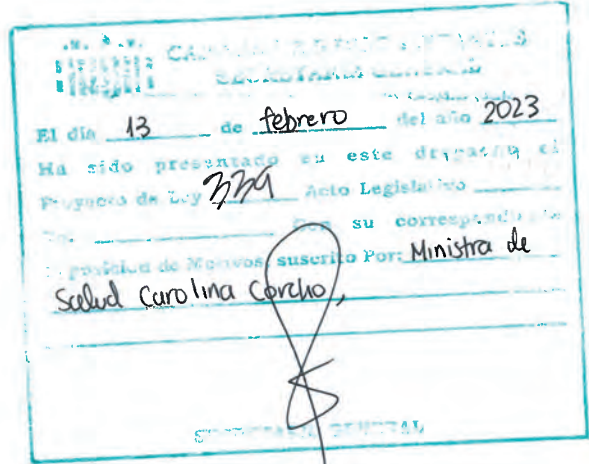 CAMARA DE REPRESENTANTES
SECRETARIA GENERAL
El día 13 de febrero del año 2023
Ha sido presentado en este despacho el
Proyecto de Ley 339 Acto Legislativo
Con su correspondiente
Exposición de Motivos, suscrito Por: Ministra de
Salud Carolina Corcho,
SECRETARIO GENERAL